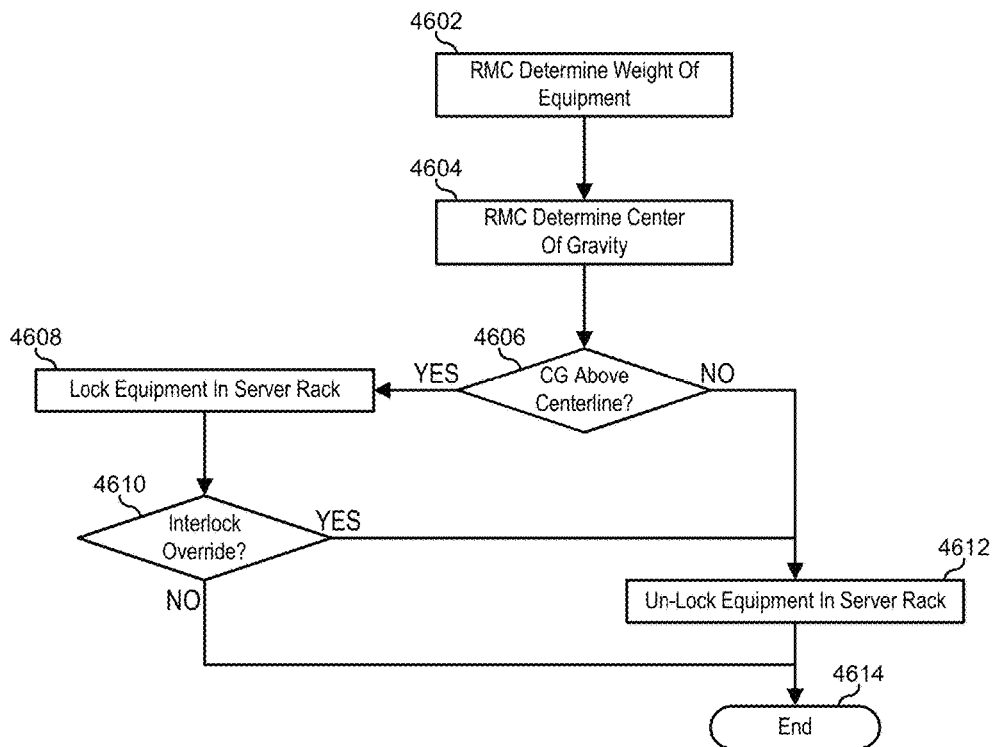 4602
RMC Determine Weight Of
Equipment
4604
RMC Determine Center
Of Gravity
4606
CG Above
Centerline?
YES
NO
4608
Lock Equipment In Server Rack
4610
Interlock
Override?
YES
NO
4612
Un-Lock Equipment In Server Rack
4614
End